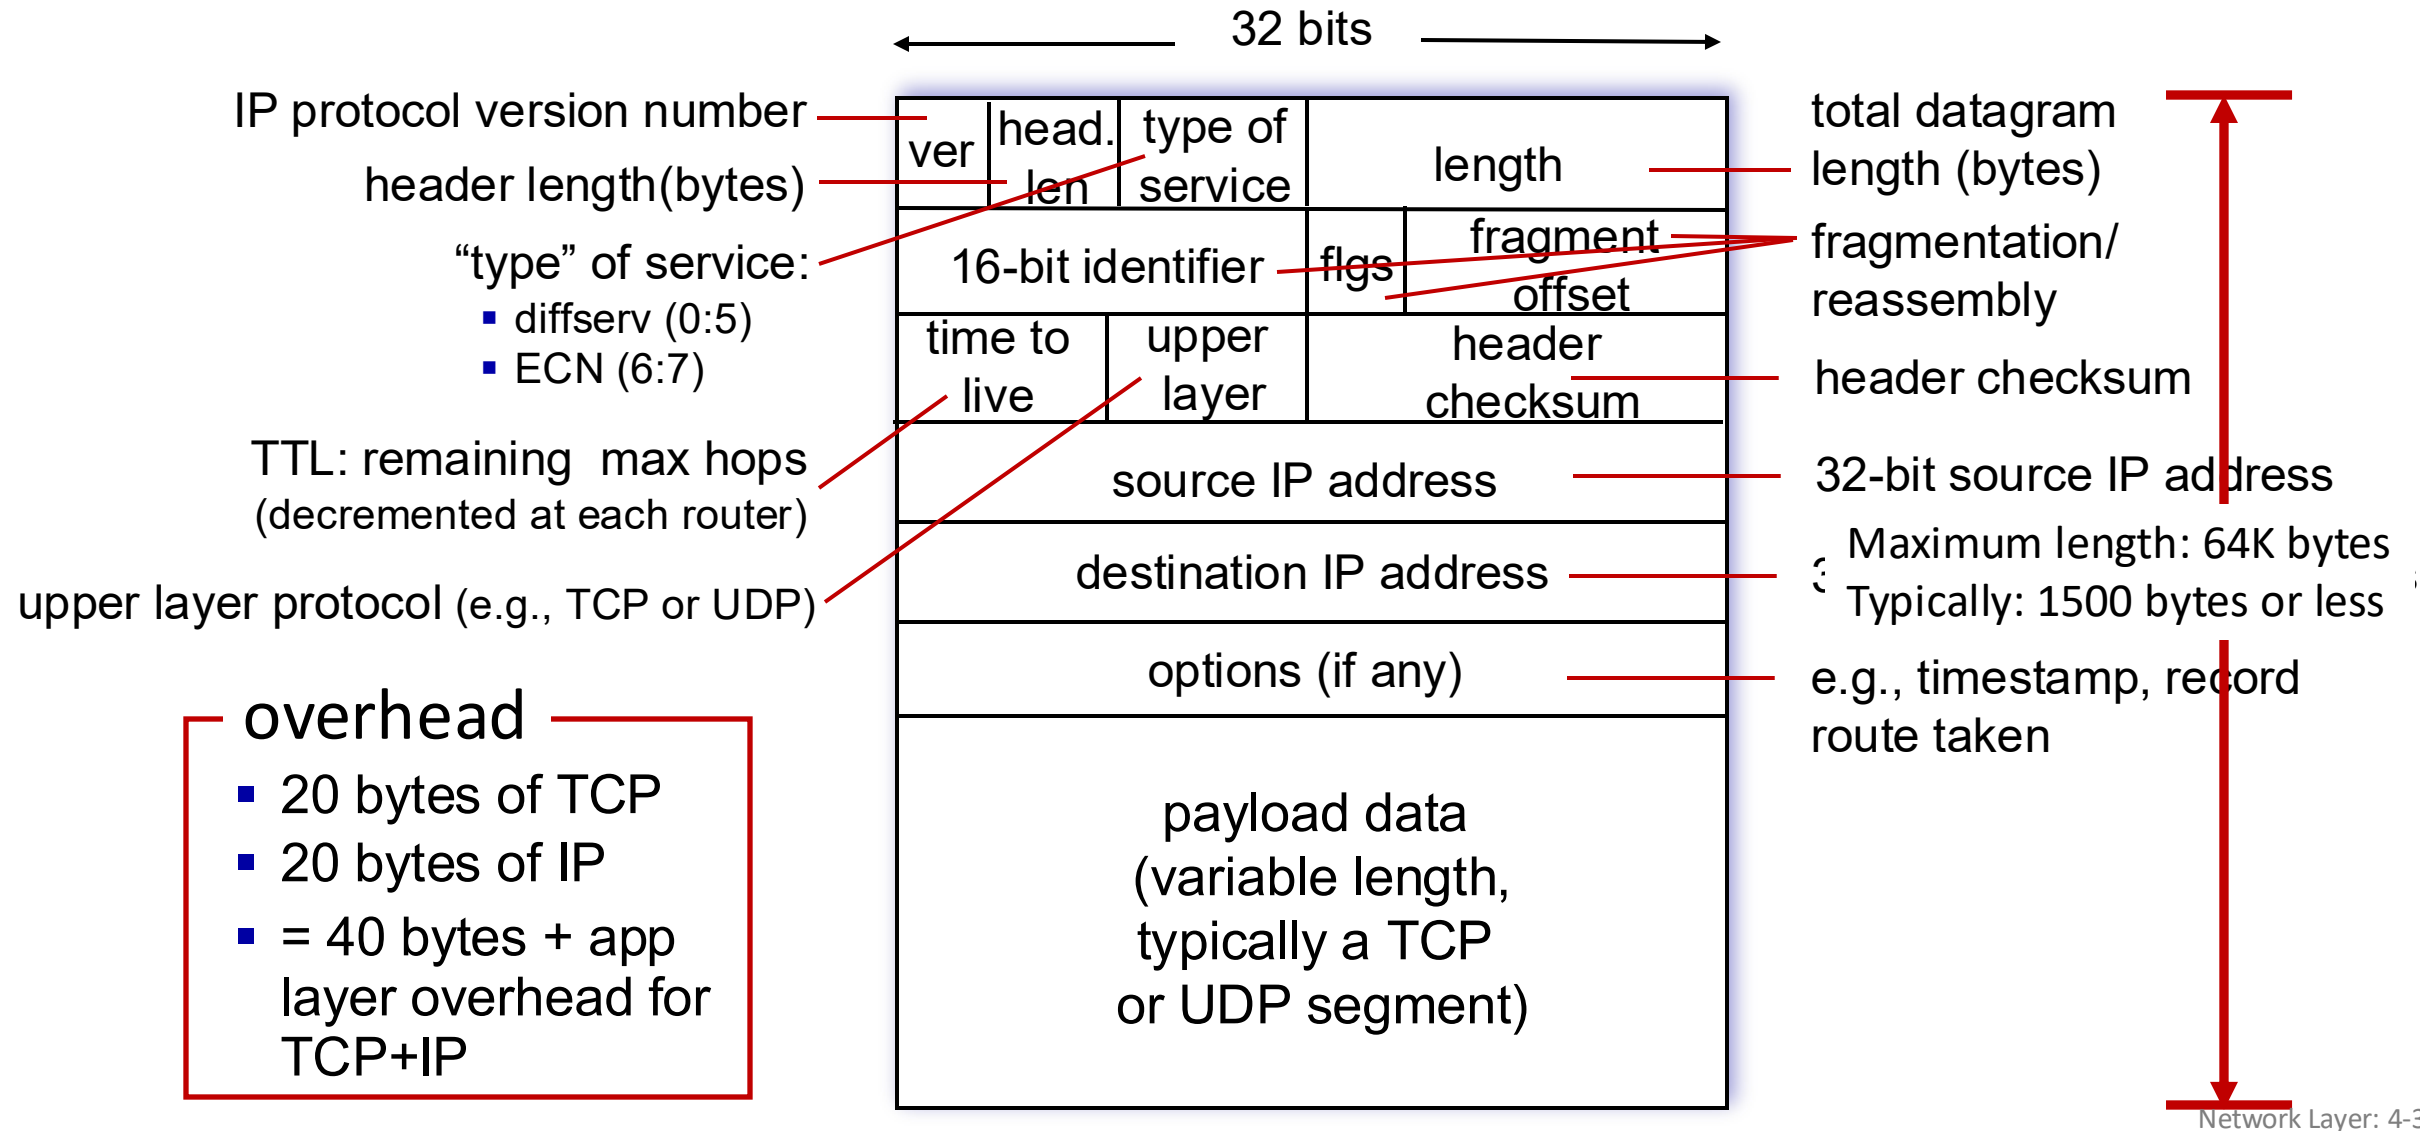 32 bits
IP protocol version number
header length(bytes)
“type” of service:
diffserv (0:5)
ECN (6:7)
TTL: remaining max hops
(decremented at each router)
upper layer protocol (e.g., TCP or UDP)
overhead
20 bytes of TCP
20 bytes of IP
= 40 bytes + app
layer overhead for
TCP+IP
ver
head.
len
type of
service
length
16-bit identifier
flgs
fragment
offset
time to
live
upper
layer
header
checksum
source IP address
destination IP address
options (if any)
payload data
(variable length,
typically a TCP
or UDP segment)
total datagram
length (bytes)
fragmentation/
reassembly
header checksum
32-bit source IP address
Maximum length: 64K bytes
Typically: 1500 bytes or less
e.g., timestamp, record
route taken
Network Layer: 4-3